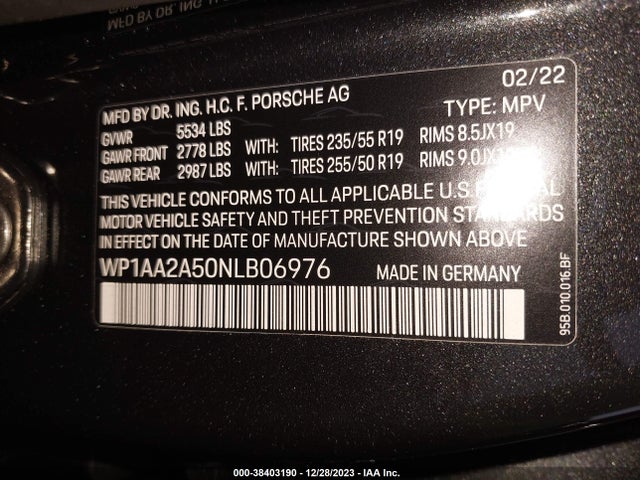 MFD BY DR. ING. H.C. F. PORSCHE AG 02/22
GVWR 5534 LBS TYPE: MPV
GAWR FRONT 2778 LBS WITH: TIRES 235/55 R19 RIMS 8.5JX19
GAWR REAR 2987 LBS WITH: TIRES 255/50 R19 RIMS 9.0JX
THIS VEHICLE CONFORMS TO ALL APPLICABLE U.S.
MOTOR VEHICLE SAFETY AND THEFT PREVENTION STANDARDS
IN EFFECT ON THE DATE OF MANUFACTURE SHOWN ABOVE
WP1AA2A50NLB06976 MADE IN GERMANY
95B.010.016.BF
000-38403190 - 12/28/2023 - IAA Inc.